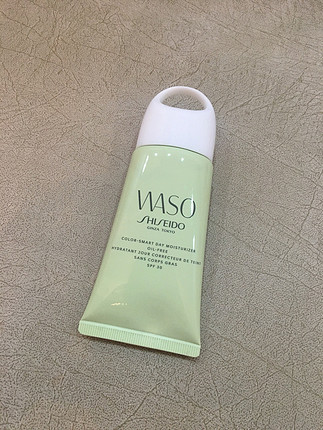 WASO
SHISEIDO
GINZA TOKYO
COLOR-SMART DAY MOISTURIZER
OIL-FREE
HYDRATANT JOUR CORRECTEUR DE TEINT
SANS CORPS GRAS
SPF 30